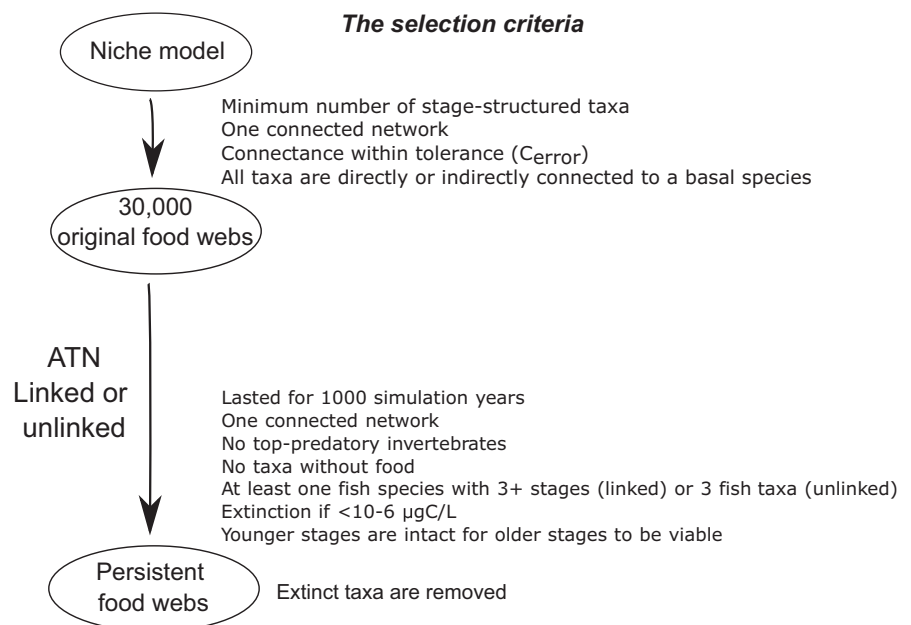 The selection criteria
Niche model
Minimum number of stage-structured taxa
One connected network
Connectance within tolerance (Cerror)
All taxa are directly or indirectly connected to a basal species
30,000
original food webs
ATN
Linked or
unlinked
Lasted for 1000 simulation years
One connected network
No top-predatory invertebrates
No taxa without food
At least one fish species with 3+ stages (linked) or 3 fish taxa (unlinked)
Extinction if <10-6 µgC/L
Younger stages are intact for older stages to be viable
Persistent
food webs
Extinct taxa are removed